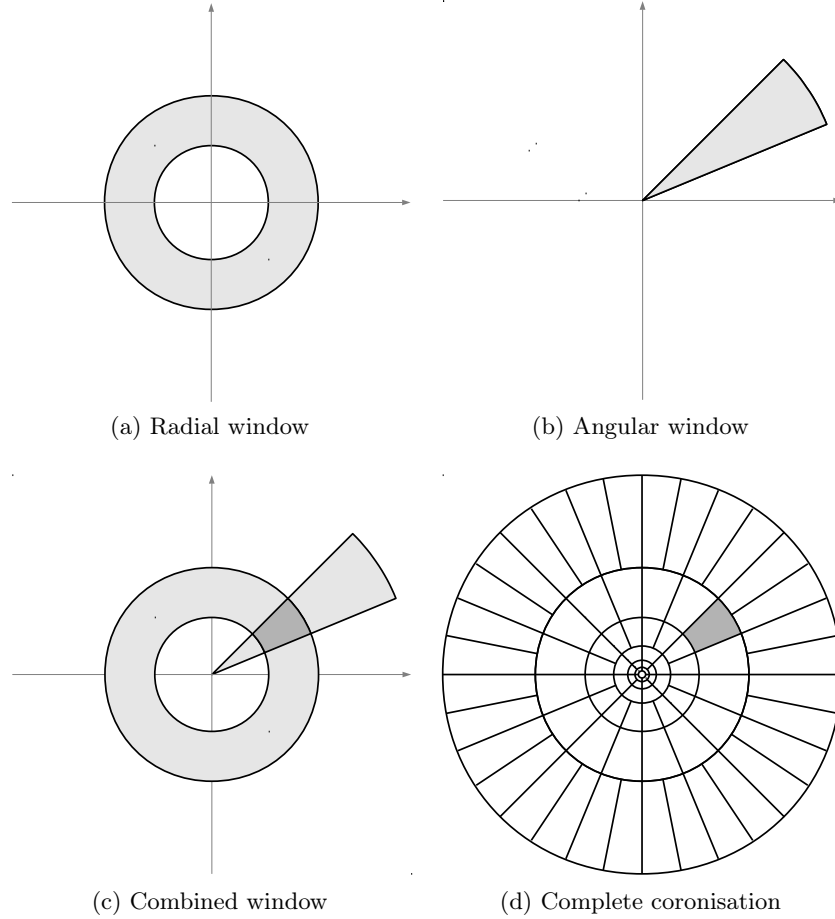 (a) Radial window
(b) Angular window
(c) Combined window
(d) Complete coronisation